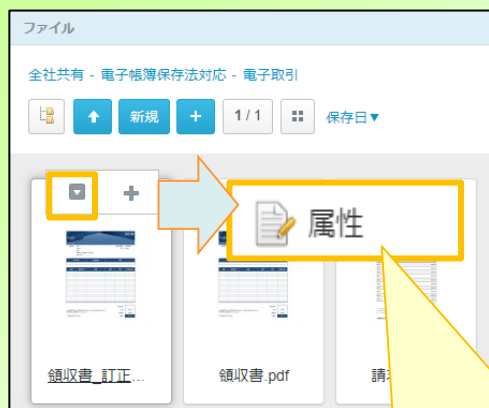 ファイル
全社共有 - 電子帳簿保存法対応 - 電子取引
新規
1 / 1
保存日▼
属性
領収書_訂正...
領収書.pdf